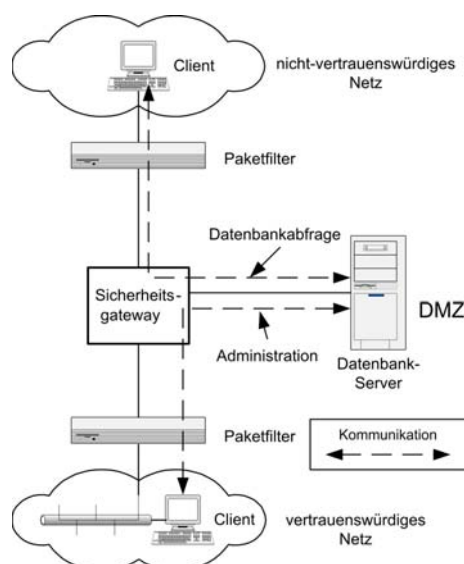 Client
nicht-vertrauenswürdiges
Netz
Paketfilter
Datenbankabfrage
Sicherheits-
gateway
DMZ
Administration
Datenbank-
Server
Paketfilter
Kommunikation
Client
vertrauenswürdiges
Netz